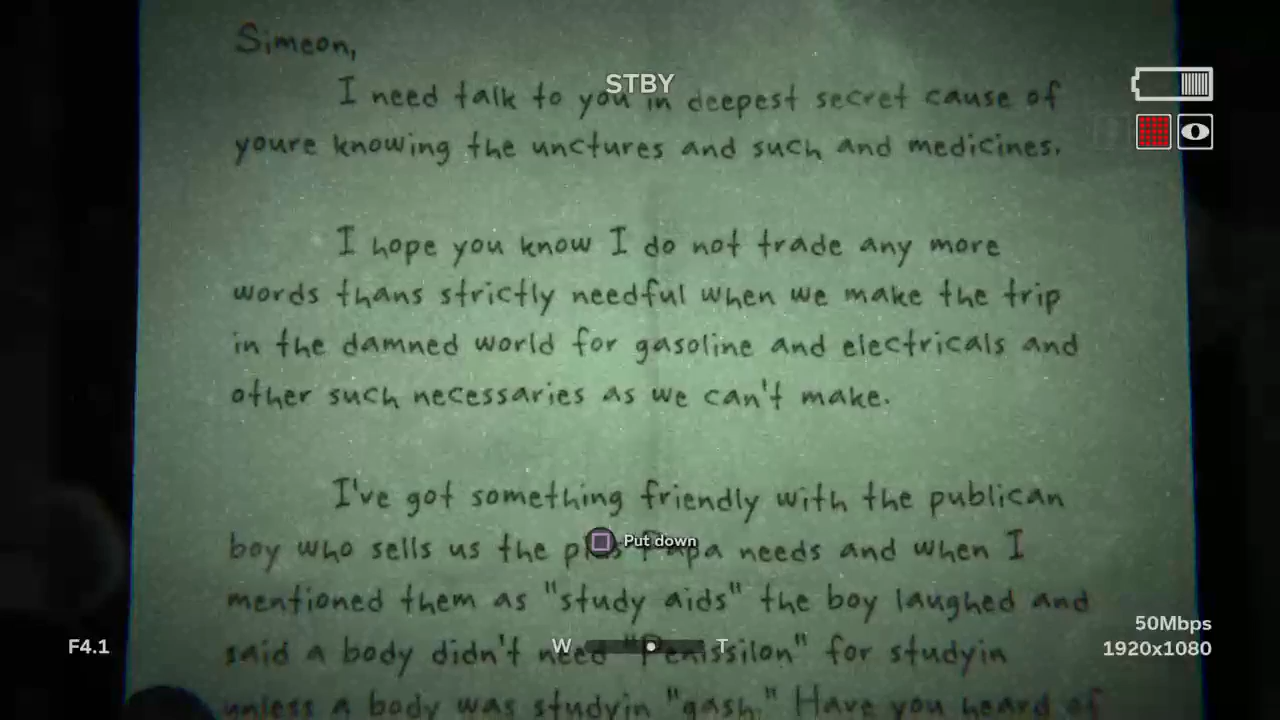 Simeon,
I need talk to you in deepest secret cause of
STBY
youre knowing the unctures and such and medicines.
I hope you know I do not trade any more
words thans strictly needful when we make the trip
in the damned world for gasoline and electricals and
other such necessaries as we can't make.
I've got something friendly with the publican
boy who sells us the Papa needs and when I
Put down
mentioned them as "study aids" the boy laughed and
said a body didn't need "Penissilon" for studyin
unless a body was studyin "gash." Have you heard of
F4.1
W T
50Mbps
1920x1080